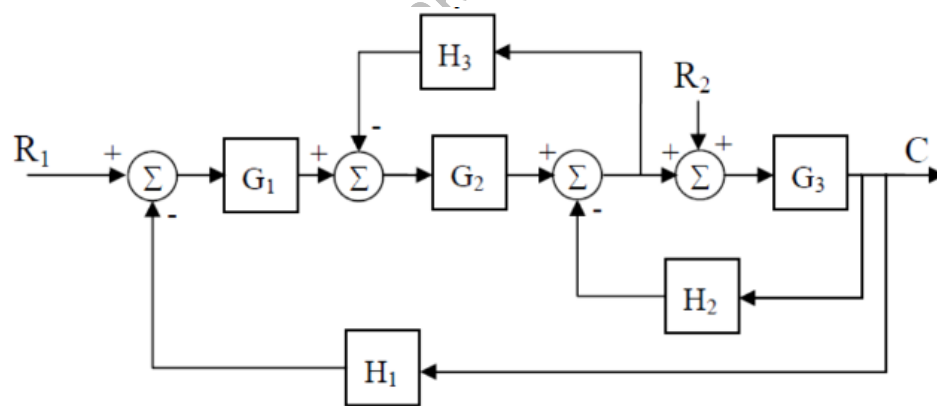 H₃
R₂
R₁ + Σ G₁ + - Σ G₂ + Σ + + Σ G₃ C
- -
H₂
H₁